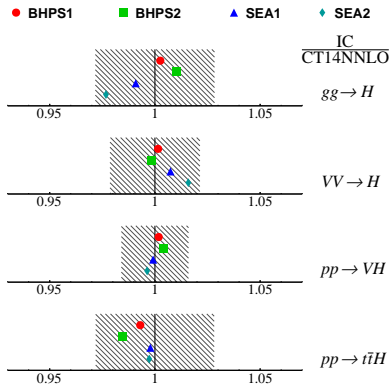 BHPS1 BHPS2 SEA1 SEA2
IC
CT14NNLO
gg → H
0.95 1 1.05
VV → H
0.95 1 1.05
pp → VH
0.95 1 1.05
pp → tt̄H
0.95 1 1.05